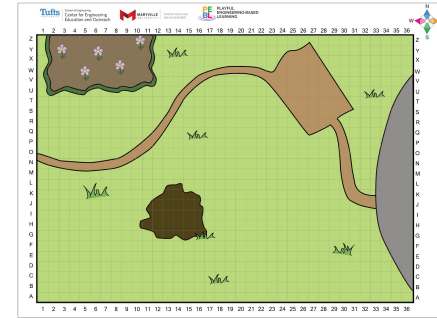 Tufts
School of Engineering
Center for Engineering
Education and Outreach
MARYVILLE
PLAYFUL
ENGINEERING-BASED
LEARNING
N
W
E
S
1 2 3 4 5 6 7 8 9 10 11 12 13 14 15 16 17 18 19 20 21 22 23 24 25 26 27 28 29 30 31 32 33 34 35 36
Z Z
Y Y
X X
W W
V V
U U
T T
S S
R R
Q Q
P P
O O
N N
M M
L L
K K
J J
I I
H H
G G
F F
E E
D D
C C
B B
A A
1 2 3 4 5 6 7 8 9 10 11 12 13 14 15 16 17 18 19 20 21 22 23 24 25 26 27 28 29 30 31 32 33 34 35 36